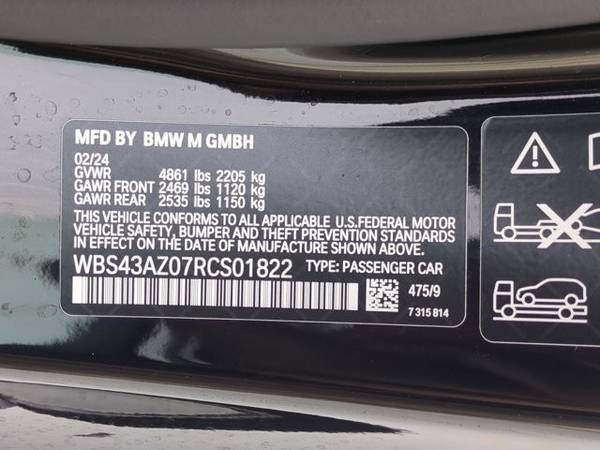 MFD BY BMW M GMBH
02/24
GVWR 4861 lbs 2205 kg
GAWR FRONT 2469 lbs 1120 kg
GAWR REAR 2535 lbs 1150 kg
THIS VEHICLE CONFORMS TO ALL APPLICABLE U.S.FEDERAL MOTOR
VEHICLE SAFETY, BUMPER AND THEFT PREVENTION STANDARDS
IN EFFECT ON THE DATE OF MANUFACTURE SHOWN ABOVE.
WBS43AZ07RCS01822 TYPE: PASSENGER CAR
475/9
7 315 814